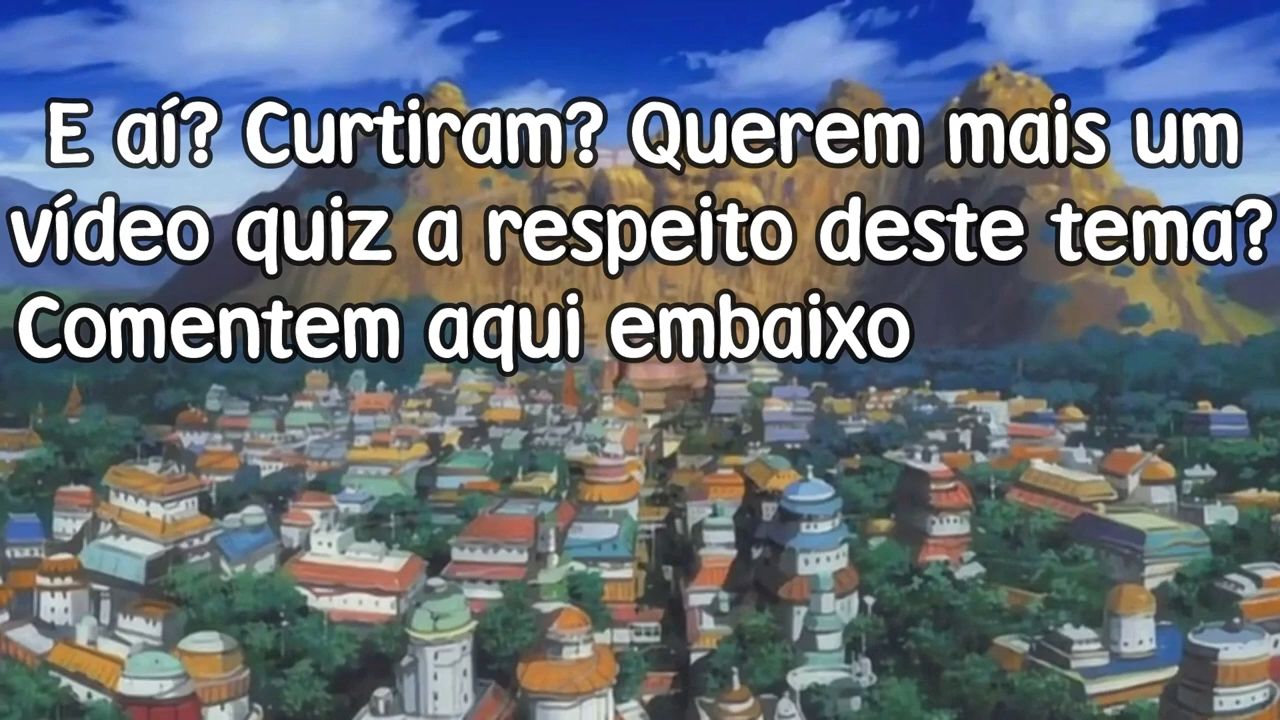 E aí? Curtiram? Querem mais um
vídeo quiz a respeito deste tema?
Comentem aqui embaixo